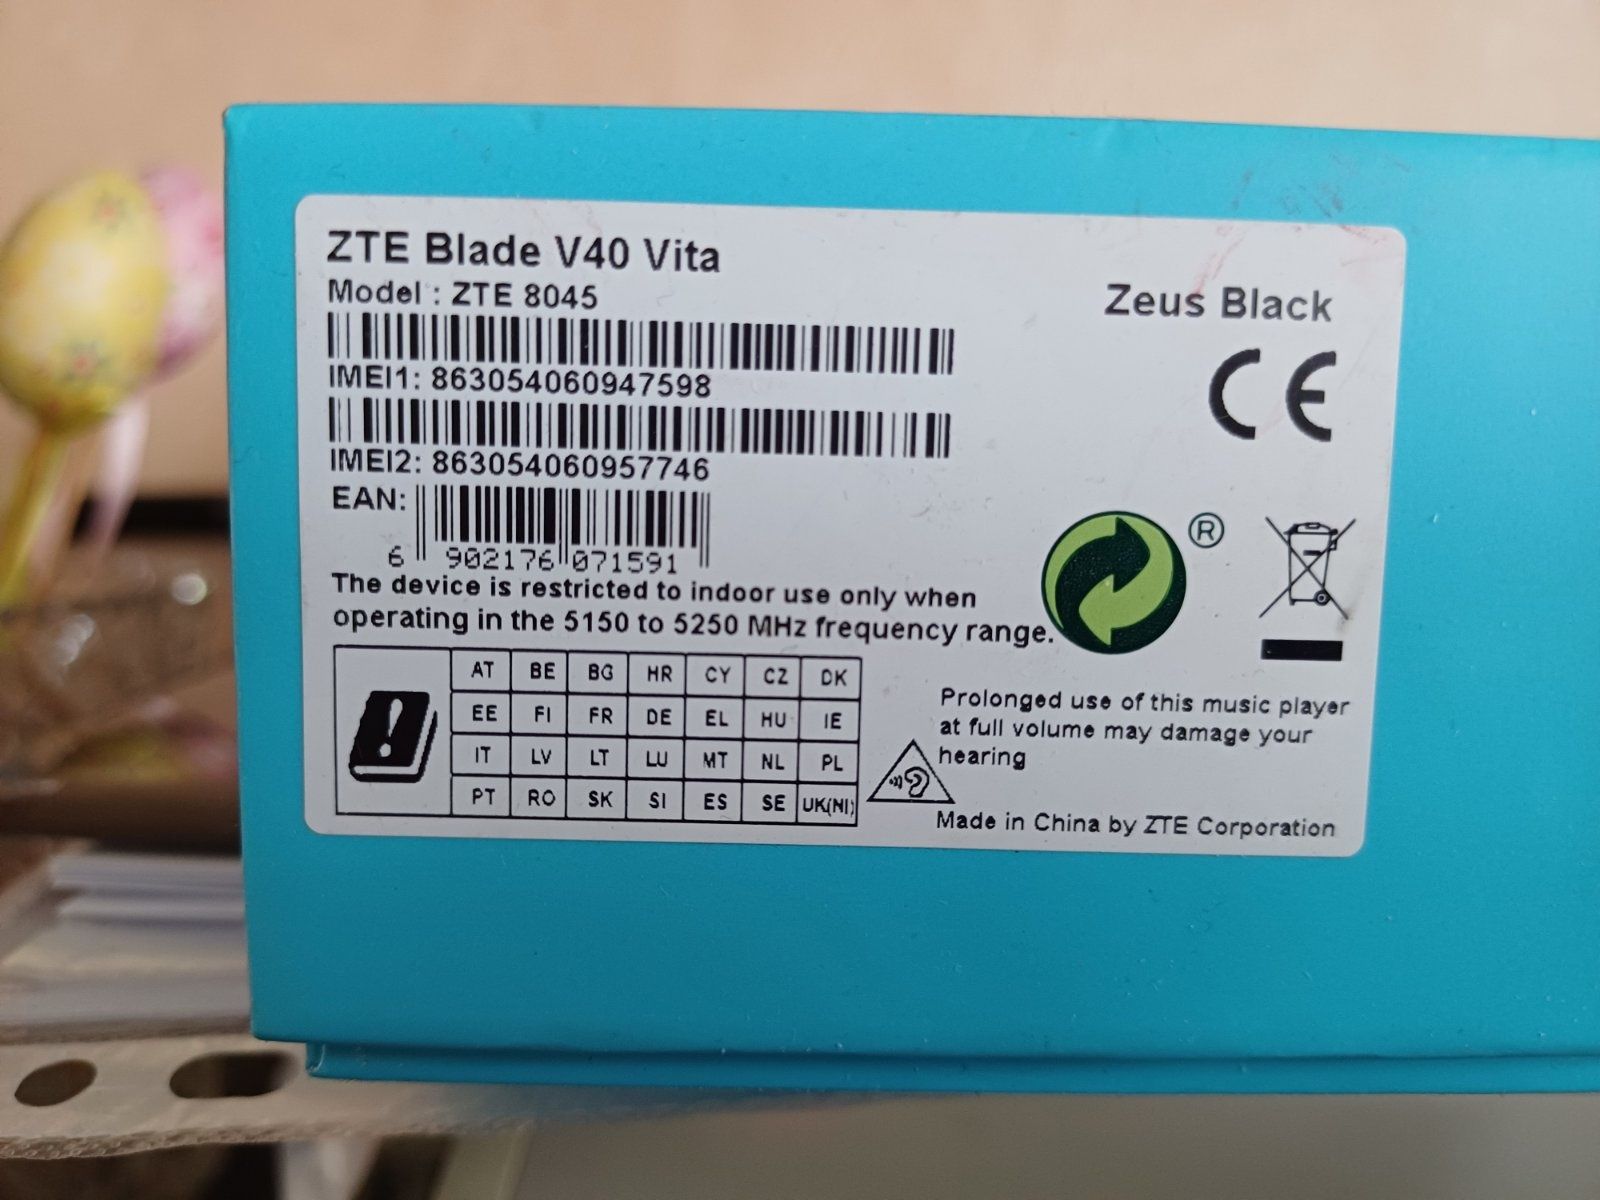 ZTE Blade V40 Vita
Model : ZTE 8045
Zeus Black
IMEI1: 863054060947598
CE
IMEI2: 863054060957746
EAN:
6 902176 071591
®
The device is restricted to indoor use only when
operating in the 5150 to 5250 MHz frequency range.
AT BE BG HR CY CZ DK
EE FI FR DE EL HU IE
IT LV LT LU MT NL PL
PT RO SK SI ES SE UK(NI)
Prolonged use of this music player
at full volume may damage your
hearing
Made in China by ZTE Corporation